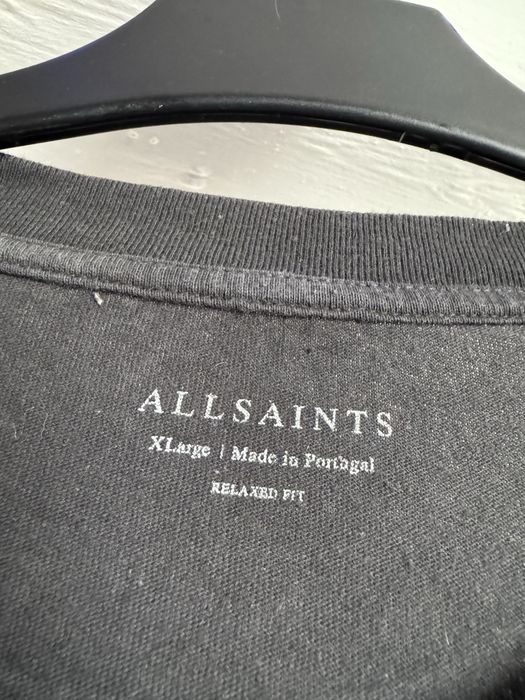 ALLSAINTS
XLarge | Made in Portugal
RELAXED FIT